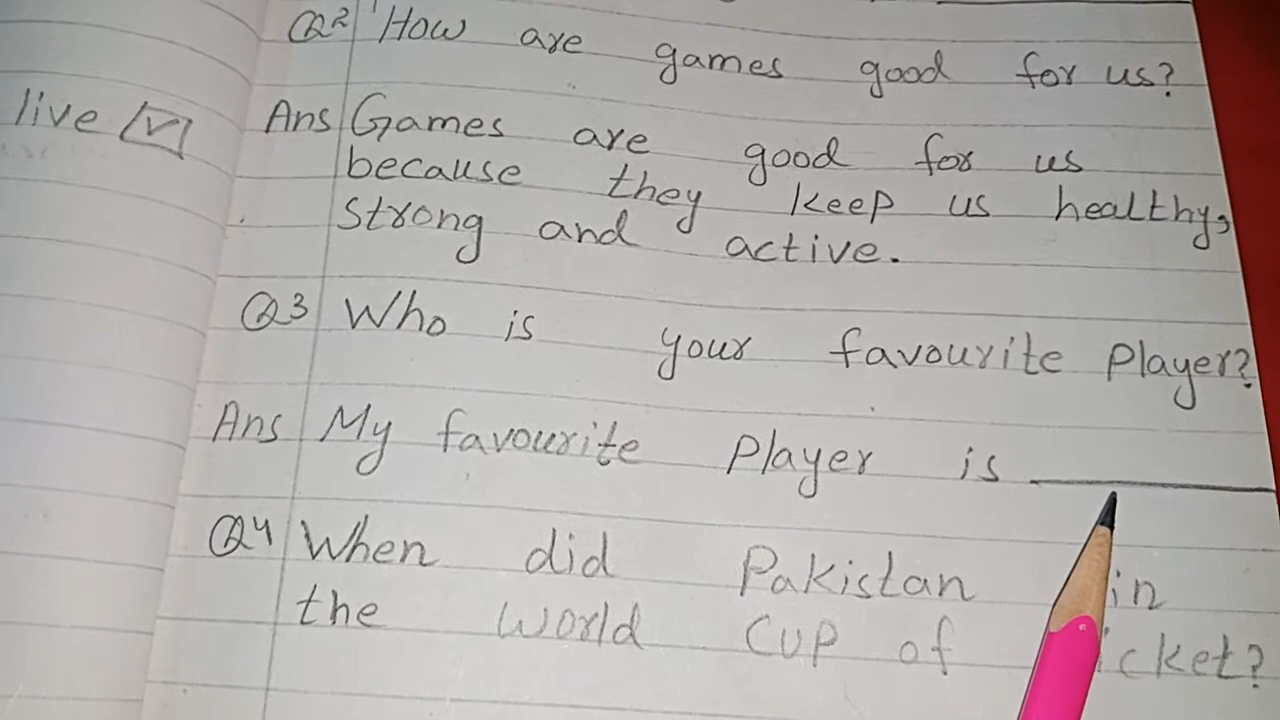 Q2 How are games good for us?
live
Ans Games are good for us
because they keep us healthy,
strong and active.
Q3 Who is your favourite Player?
Ans My favourite Player is
Q4 When did Pakistan in
the world Cup of icket?